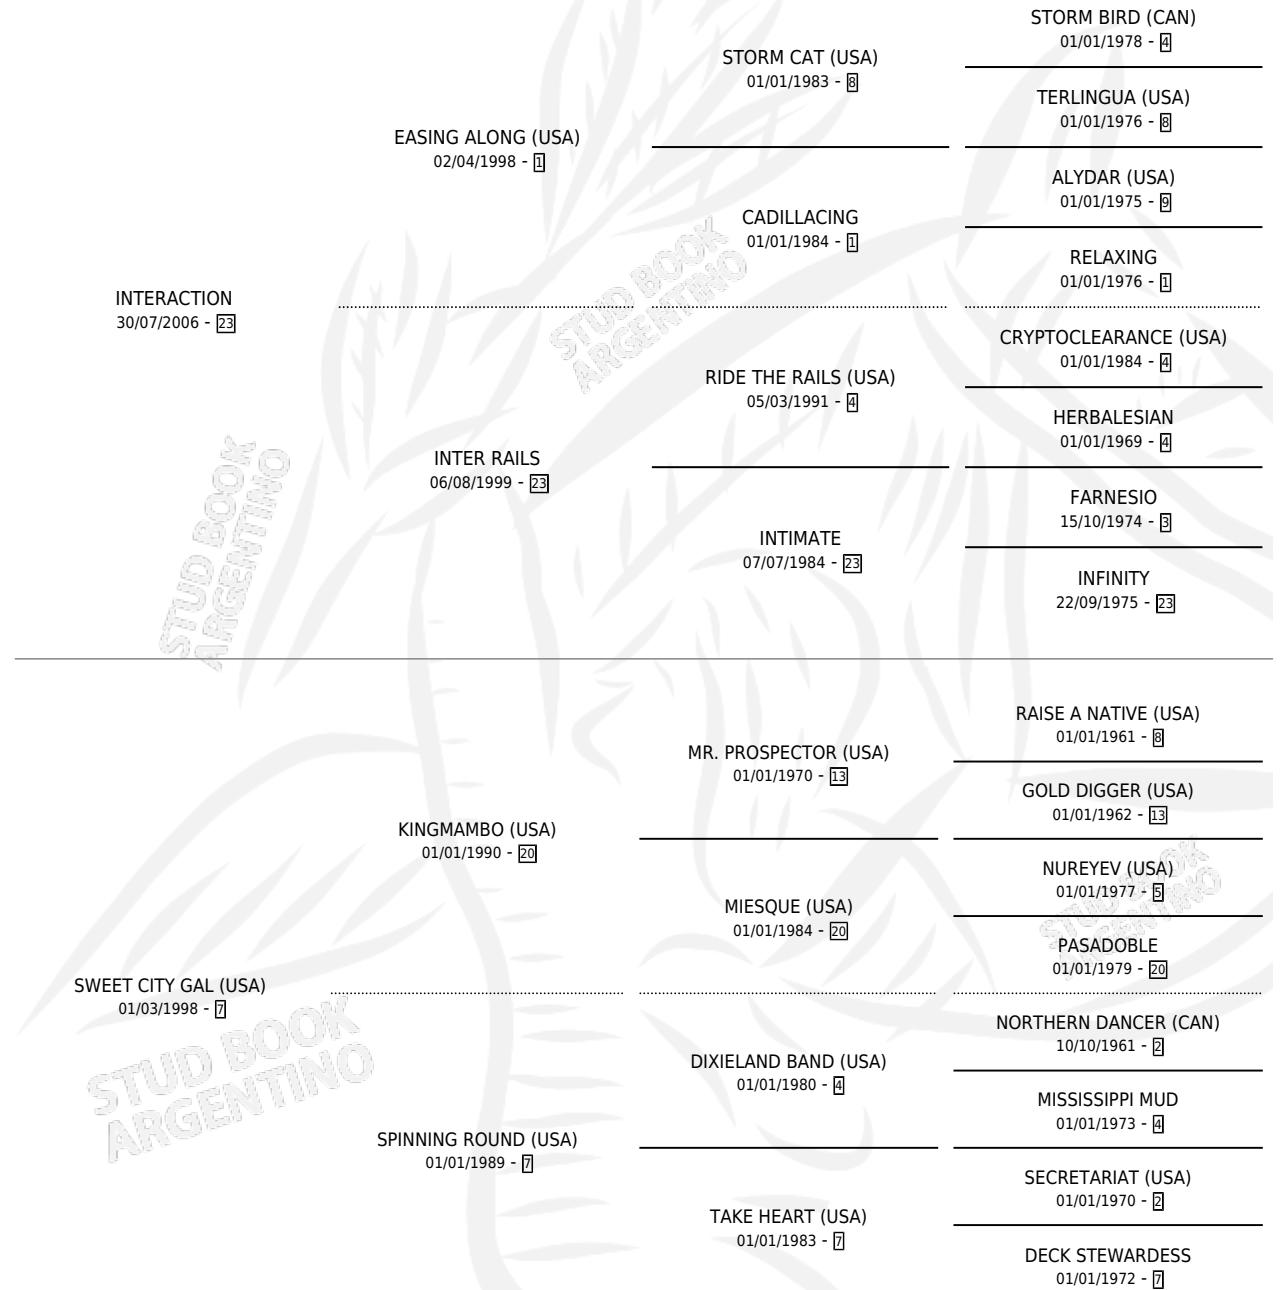 STORM BIRD (CAN)
01/01/1978 - 4
STORM CAT (USA)
01/01/1983 - 8
TERLINGUA (USA)
01/01/1976 - 8
EASING ALONG (USA)
02/04/1998 - 1
ALYDAR (USA)
01/01/1975 - 9
CADILLACING
01/01/1984 - 1
RELAXING
01/01/1976 - 1
INTERACTION
30/07/2006 - 23
CRYPTOCLEARANCE (USA)
01/01/1984 - 4
RIDE THE RAILS (USA)
05/03/1991 - 4
HERBALESIAN
01/01/1969 - 4
INTER RAILS
06/08/1999 - 23
FARNESIO
15/10/1974 - 3
INTIMATE
07/07/1984 - 23
INFINITY
22/09/1975 - 23
RAISE A NATIVE (USA)
01/01/1961 - 8
MR. PROSPECTOR (USA)
01/01/1970 - 13
GOLD DIGGER (USA)
01/01/1962 - 13
KINGMAMBO (USA)
01/01/1990 - 20
NUREYEV (USA)
01/01/1977 - 5
MIESQUE (USA)
01/01/1984 - 20
PASADOBLE
01/01/1979 - 20
SWEET CITY GAL (USA)
01/03/1998 - 7
NORTHERN DANCER (CAN)
10/10/1961 - 2
DIXIELAND BAND (USA)
01/01/1980 - 4
MISSISSIPPI MUD
01/01/1973 - 4
SPINNING ROUND (USA)
01/01/1989 - 7
SECRETARIAT (USA)
01/01/1970 - 2
TAKE HEART (USA)
01/01/1983 - 7
DECK STEWARDESS
01/01/1972 - 7
STUD BOOK
ARGENTINO
STUD BOOK
ARGENTINO
STUD BOOK
ARGENTINO
STUD BOOK
ARGENTINO